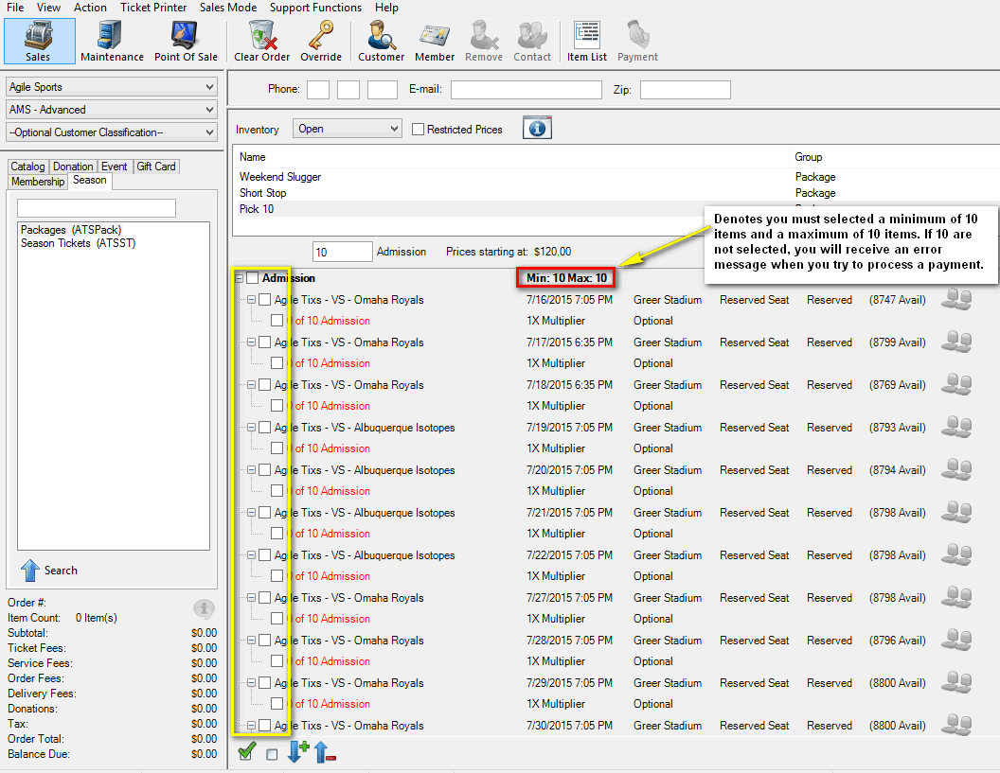 File View Action Ticket Printer Sales Mode Support Functions Help
Sales Maintenance Point Of Sale Clear Order Override Customer Member Remove Contact Item List Payment
Agile Sports
AMS - Advanced
--Optional Customer Classification--
Phone: E-mail: Zip:
Inventory Open Restricted Prices
Catalog Donation Event Gift Card
Membership Season
Packages (ATSPack)
Season Tickets (ATSST)
Search
Order #:
Item Count: 0 Item(s)
Subtotal: $0.00
Ticket Fees: $0.00
Service Fees: $0.00
Order Fees: $0.00
Delivery Fees: $0.00
Donations: $0.00
Tax: $0.00
Order Total: $0.00
Balance Due: $0.00
Name Group
Weekend Slugger Package
Short Stop Package
Pick 10
Denotes you must selected a minimum of 10
items and a maximum of 10 items. If 10 are
not selected, you will receive an error
message when you try to process a payment.
10 Admission Prices starting at: $120.00
Admission Min: 10 Max: 10
Agile Tixs - VS - Omaha Royals 7/16/2015 7:05 PM Greer Stadium Reserved Seat Reserved (8747 Avail)
0 of 10 Admission 1X Multiplier Optional
Agile Tixs - VS - Omaha Royals 7/17/2015 6:35 PM Greer Stadium Reserved Seat Reserved (8799 Avail)
0 of 10 Admission 1X Multiplier Optional
Agile Tixs - VS - Omaha Royals 7/18/2015 6:35 PM Greer Stadium Reserved Seat Reserved (8769 Avail)
0 of 10 Admission 1X Multiplier Optional
Agile Tixs - VS - Albuquerque Isotopes 7/19/2015 7:05 PM Greer Stadium Reserved Seat Reserved (8793 Avail)
0 of 10 Admission 1X Multiplier Optional
Agile Tixs - VS - Albuquerque Isotopes 7/20/2015 7:05 PM Greer Stadium Reserved Seat Reserved (8794 Avail)
0 of 10 Admission 1X Multiplier Optional
Agile Tixs - VS - Albuquerque Isotopes 7/21/2015 7:05 PM Greer Stadium Reserved Seat Reserved (8798 Avail)
0 of 10 Admission 1X Multiplier Optional
Agile Tixs - VS - Albuquerque Isotopes 7/22/2015 7:05 PM Greer Stadium Reserved Seat Reserved (8798 Avail)
0 of 10 Admission 1X Multiplier Optional
Agile Tixs - VS - Omaha Royals 7/27/2015 7:05 PM Greer Stadium Reserved Seat Reserved (8798 Avail)
0 of 10 Admission 1X Multiplier Optional
Agile Tixs - VS - Omaha Royals 7/28/2015 7:05 PM Greer Stadium Reserved Seat Reserved (8796 Avail)
0 of 10 Admission 1X Multiplier Optional
Agile Tixs - VS - Omaha Royals 7/29/2015 7:05 PM Greer Stadium Reserved Seat Reserved (8800 Avail)
0 of 10 Admission 1X Multiplier Optional
Agile Tixs - VS - Omaha Royals 7/30/2015 7:05 PM Greer Stadium Reserved Seat Reserved (8800 Avail)